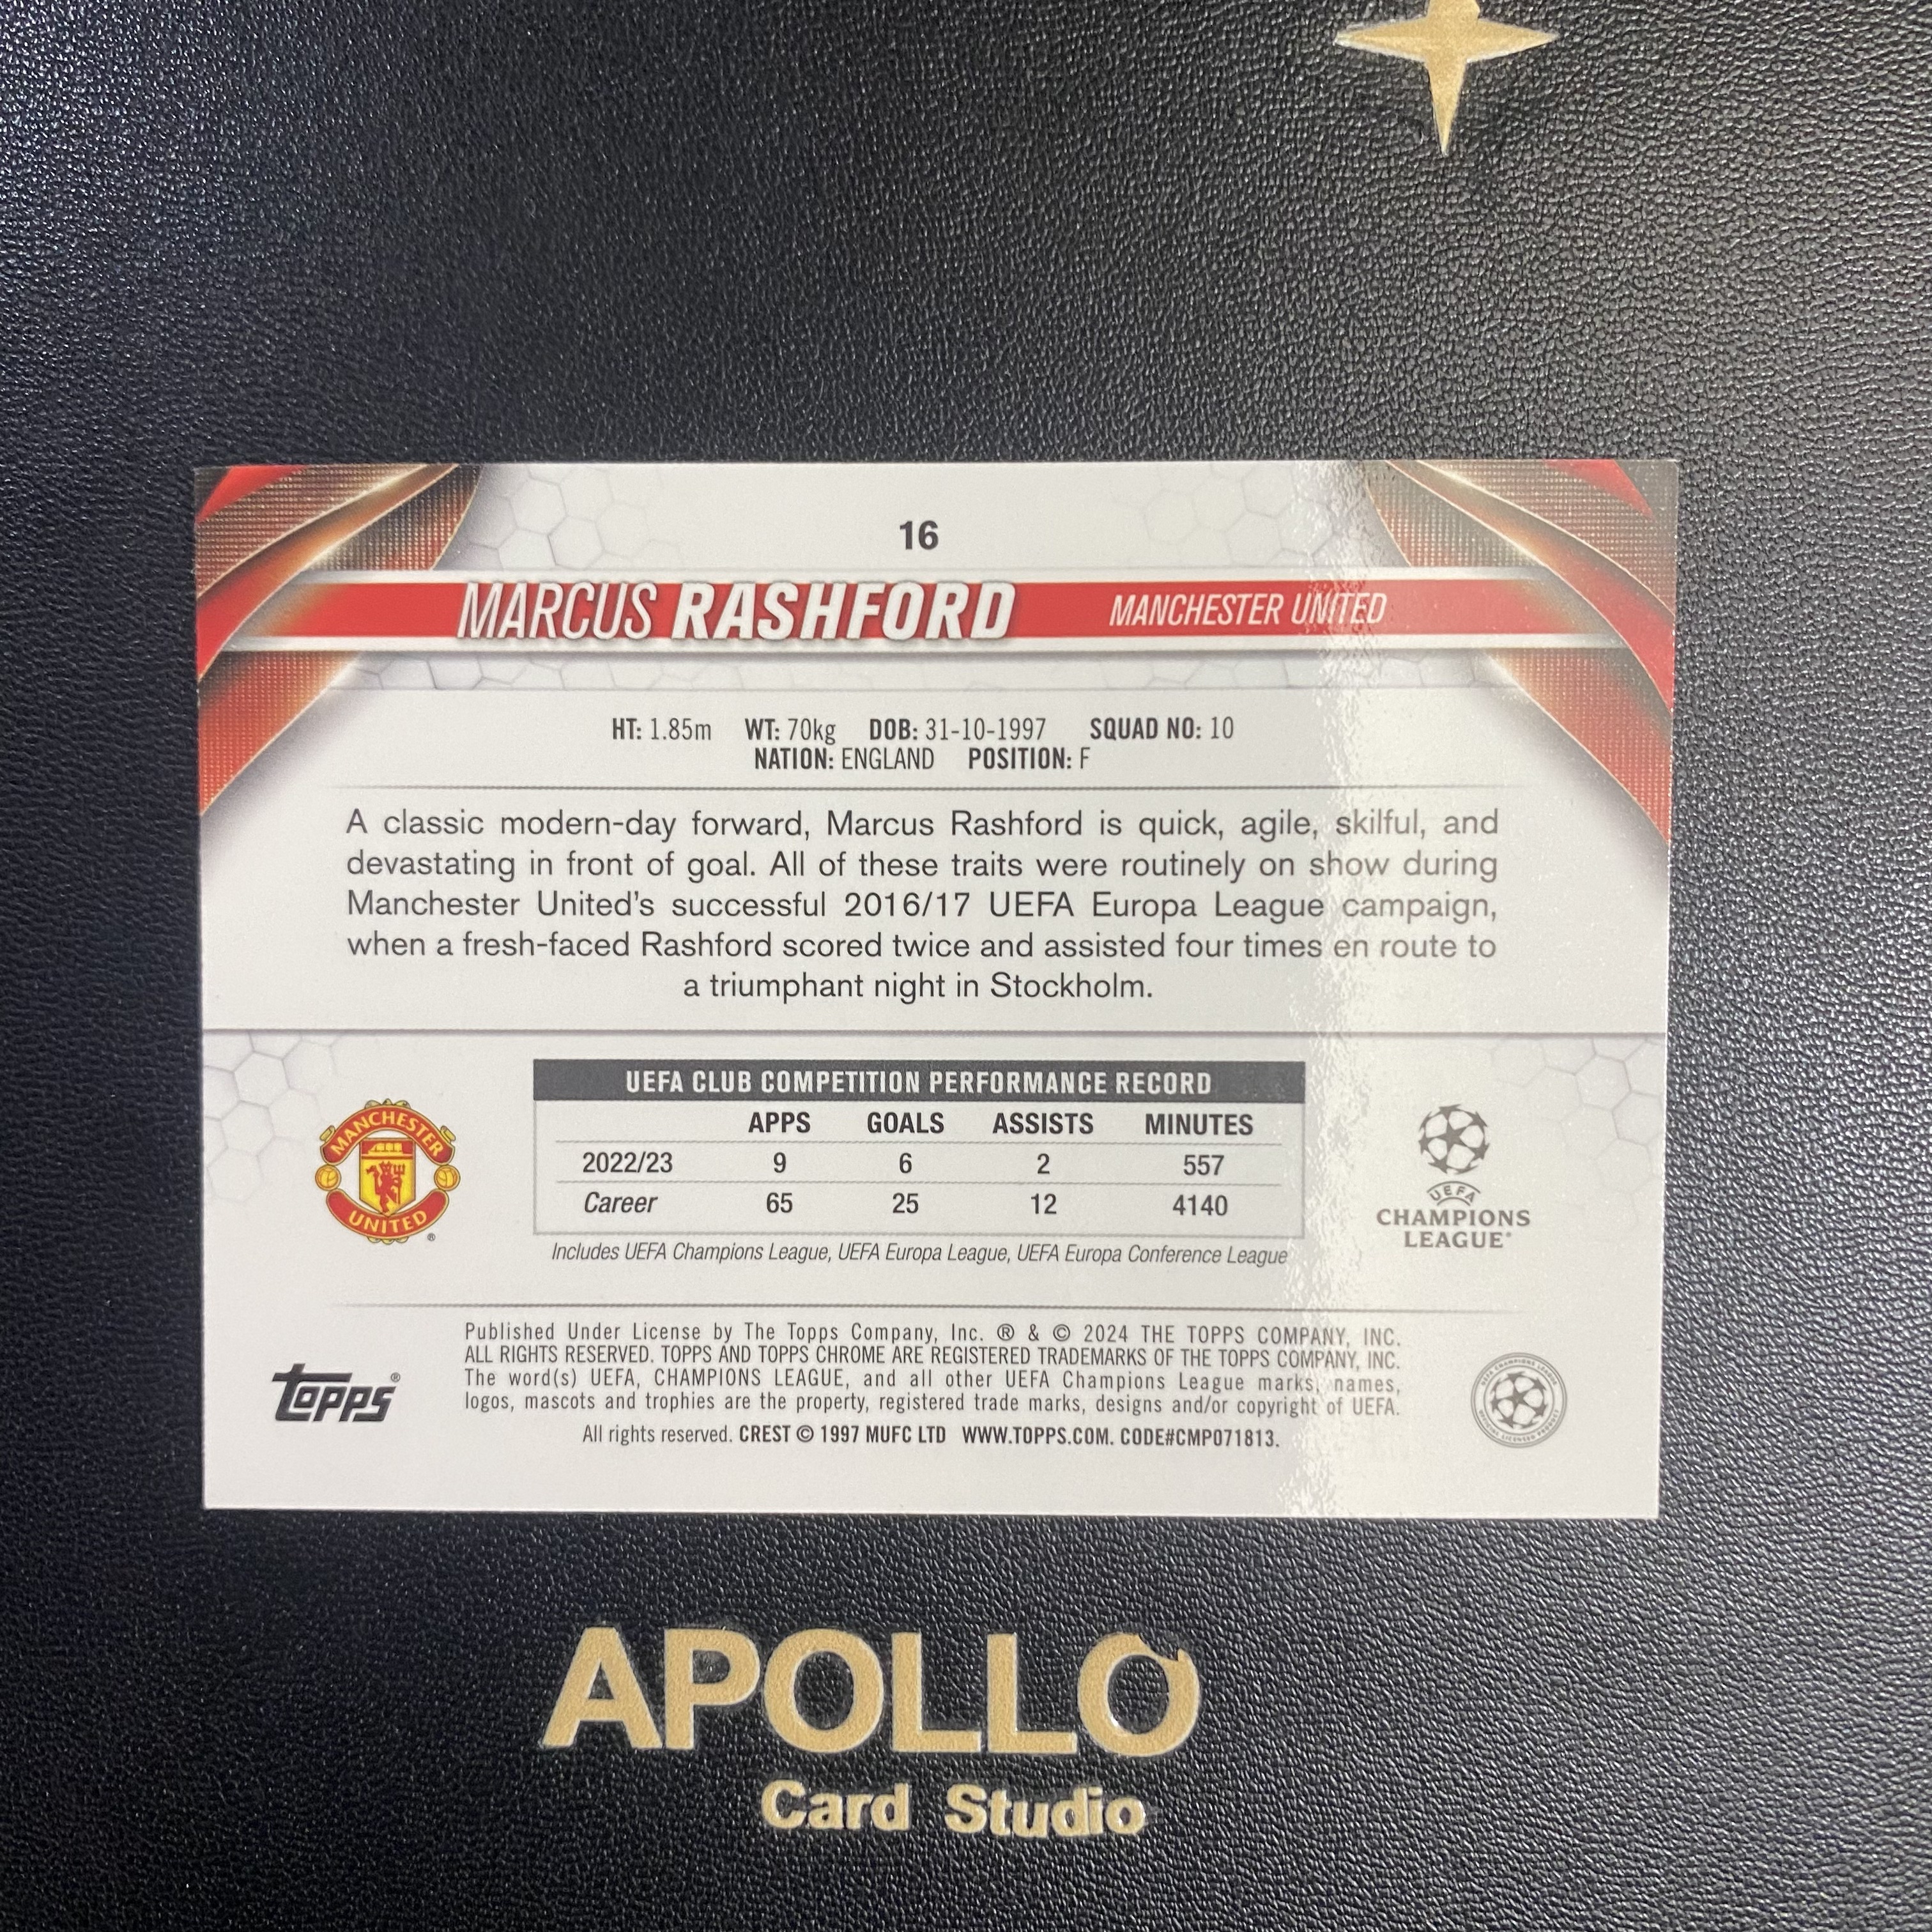 16
MARCUS RASHFORD MANCHESTER UNITED
HT: 1.85m WT: 70kg DOB: 31-10-1997 SQUAD NO: 10
NATION: ENGLAND POSITION: F
A classic modern-day forward, Marcus Rashford is quick, agile, skilful, and
devastating in front of goal. All of these traits were routinely on show during
Manchester United's successful 2016/17 UEFA Europa League campaign,
when a fresh-faced Rashford scored twice and assisted four times en route to
a triumphant night in Stockholm.
UEFA CLUB COMPETITION PERFORMANCE RECORD
APPS GOALS ASSISTS MINUTES
2022/23 9 6 2 557
Career 65 25 12 4140
Includes UEFA Champions League, UEFA Europa League, UEFA Europa Conference League
MANCHESTER
UNITED®
UEFA
CHAMPIONS
LEAGUE®
Published Under License by The Topps Company, Inc. ® & © 2024 THE TOPPS COMPANY, INC.
ALL RIGHTS RESERVED. TOPPS AND TOPPS CHROME ARE REGISTERED TRADEMARKS OF THE TOPPS COMPANY, INC.
The word(s) UEFA, CHAMPIONS LEAGUE, and all other UEFA Champions League marks, names,
logos, mascots and trophies are the property, registered trade marks, designs and/or copyright of UEFA.
All rights reserved. CREST © 1997 MUFC LTD WWW.TOPPS.COM. CODE#CMP071813.
topps®
APOLLO
Card Studio